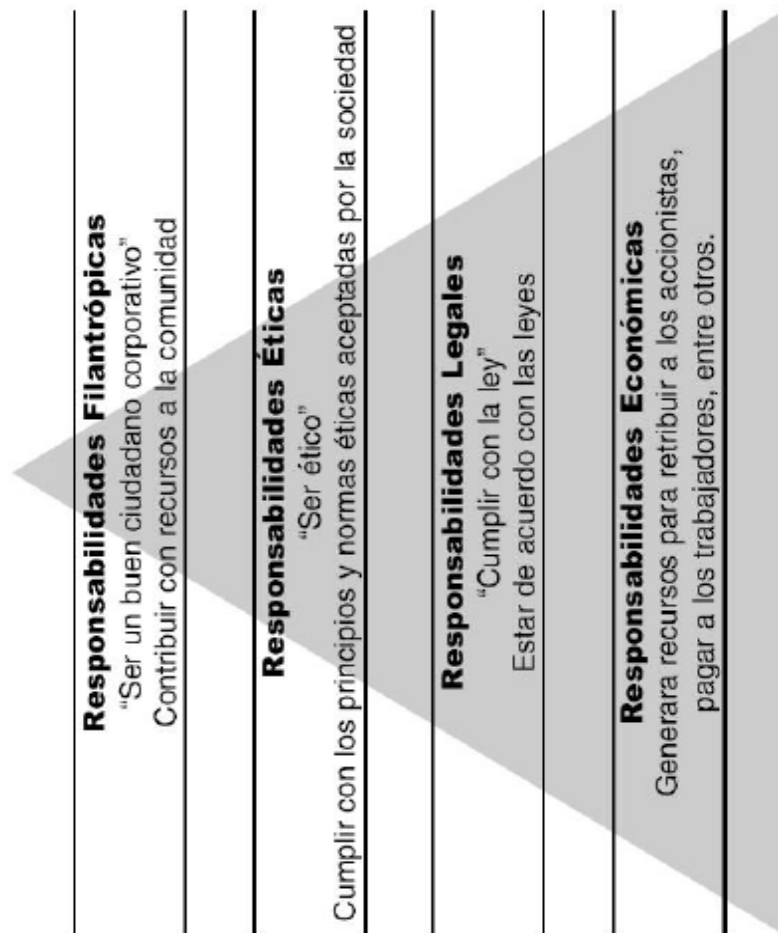 Responsabilidades Filantrópicas
“Ser un buen ciudadano corporativo”
Contribuir con recursos a la comunidad
Responsabilidades Éticas
“Ser ético”
Cumplir con los principios y normas éticas aceptadas por la sociedad
Responsabilidades Legales
“Cumplir con la ley”
Estar de acuerdo con las leyes
Responsabilidades Económicas
Generara recursos para retribuir a los accionistas,
pagar a los trabajadores, entre otros.